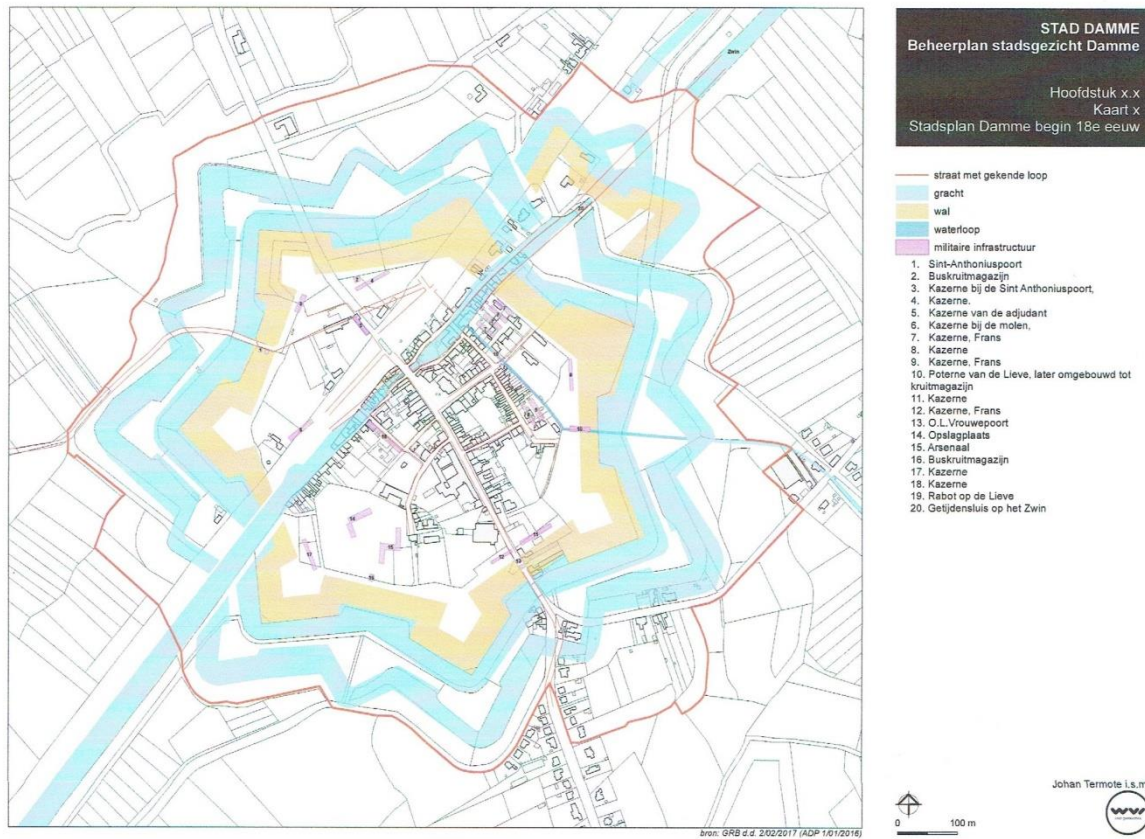 STAD DAMME
Beheerplan stadsgezicht Damme
Hoofdstuk x.x
Kaart x
Stadsplan Damme begin 18e eeuw
straat met gekende loop
gracht
wal
waterloop
militaire infrastructuur
1. Sint-Anthoniuspoort
2. Buskruitmagazijn
3. Kazerne bij de Sint Anthoniuspoort,
4. Kazerne.
5. Kazerne van de adjudant
6. Kazerne bij de molen,
7. Kazerne, Frans
8. Kazerne
9. Kazerne, Frans
10. Poterne van de Lieve, later omgebouwd tot
kruitmagazijn
11. Kazerne
12. Kazerne, Frans
13. O.L.Vrouwepoort
14. Opslagplaats
15. Arsenaal
16. Buskruitmagazijn
17. Kazerne
18. Kazerne
19. Rabot op de Lieve
20. Getijdensluis op het Zwin
Zwin
Johan Termote i.s.m
wvi
0 100 m
bron: GRB d.d. 2/02/2017 (ADP 1/01/2016)